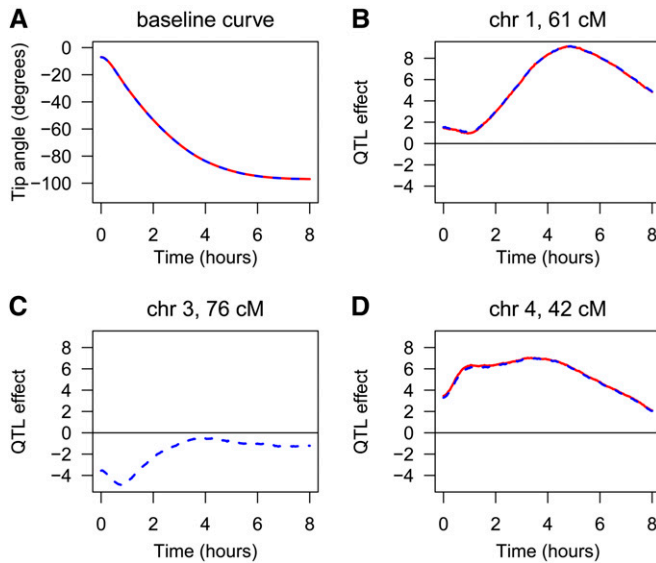 A
baseline curve
Tip angle (degrees)
0
−20
−40
−60
−80
−100
0 2 4 6 8
Time (hours)
B
chr 1, 61 cM
QTL effect
8
6
4
2
0
−2
−4
0 2 4 6 8
Time (hours)
C
chr 3, 76 cM
QTL effect
8
6
4
2
0
−2
−4
0 2 4 6 8
Time (hours)
D
chr 4, 42 cM
QTL effect
8
6
4
2
0
−2
−4
0 2 4 6 8
Time (hours)